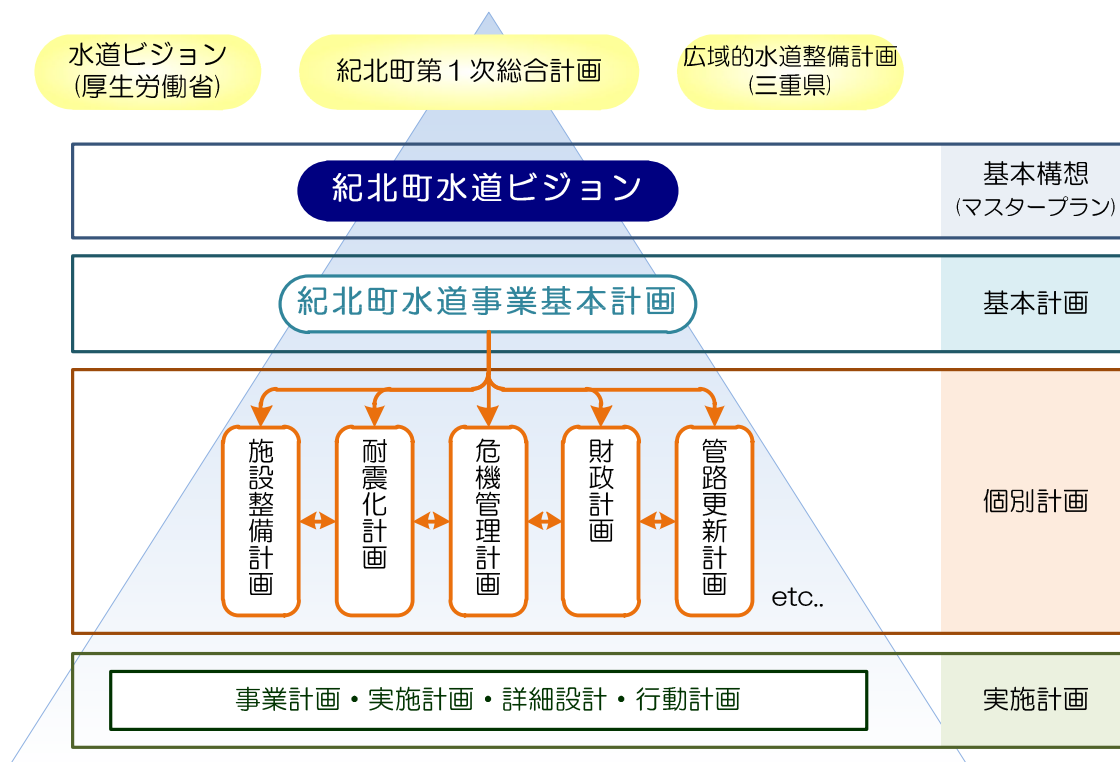 水道ビジョン
(厚生労働省)
紀北町第１次総合計画
広域的水道整備計画
(三重県)
紀北町水道ビジョン
基本構想
(マスタープラン)
紀北町水道事業基本計画
基本計画
施設整備計画
耐震化計画
危機管理計画
財政計画
管路更新計画
etc..
個別計画
事業計画・実施計画・詳細設計・行動計画
実施計画